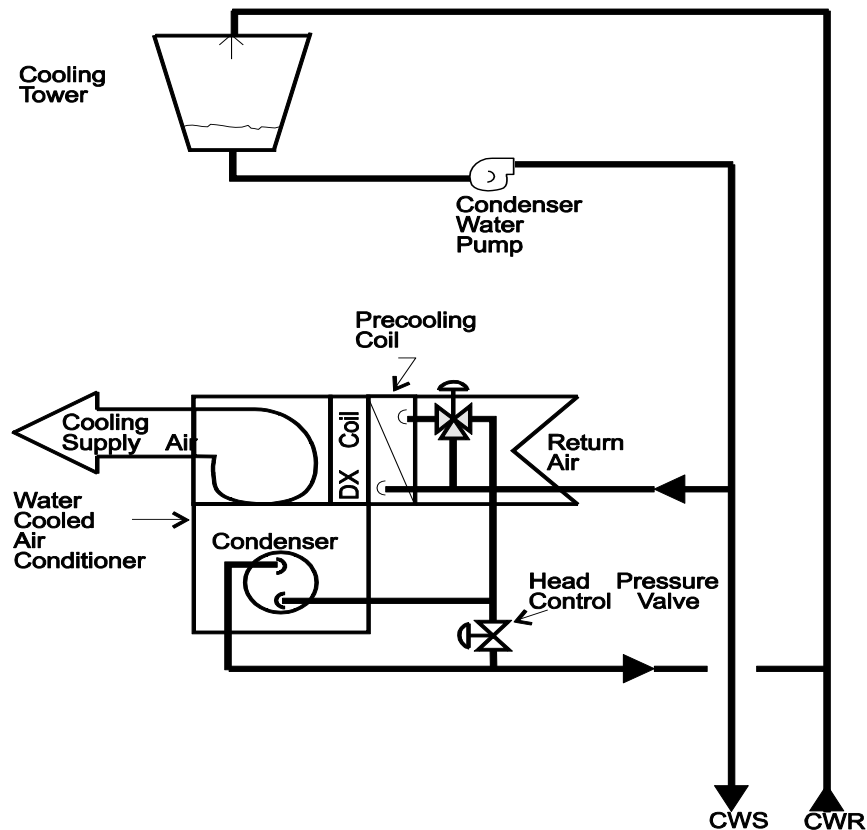 Cooling
Tower
Condenser
Water
Pump
Precooling
Coil
Cooling
Supply Air
DX Coil
Return
Air
Water
Cooled
Air
Conditioner
Condenser
Head Pressure
Control Valve
CWS
CWR